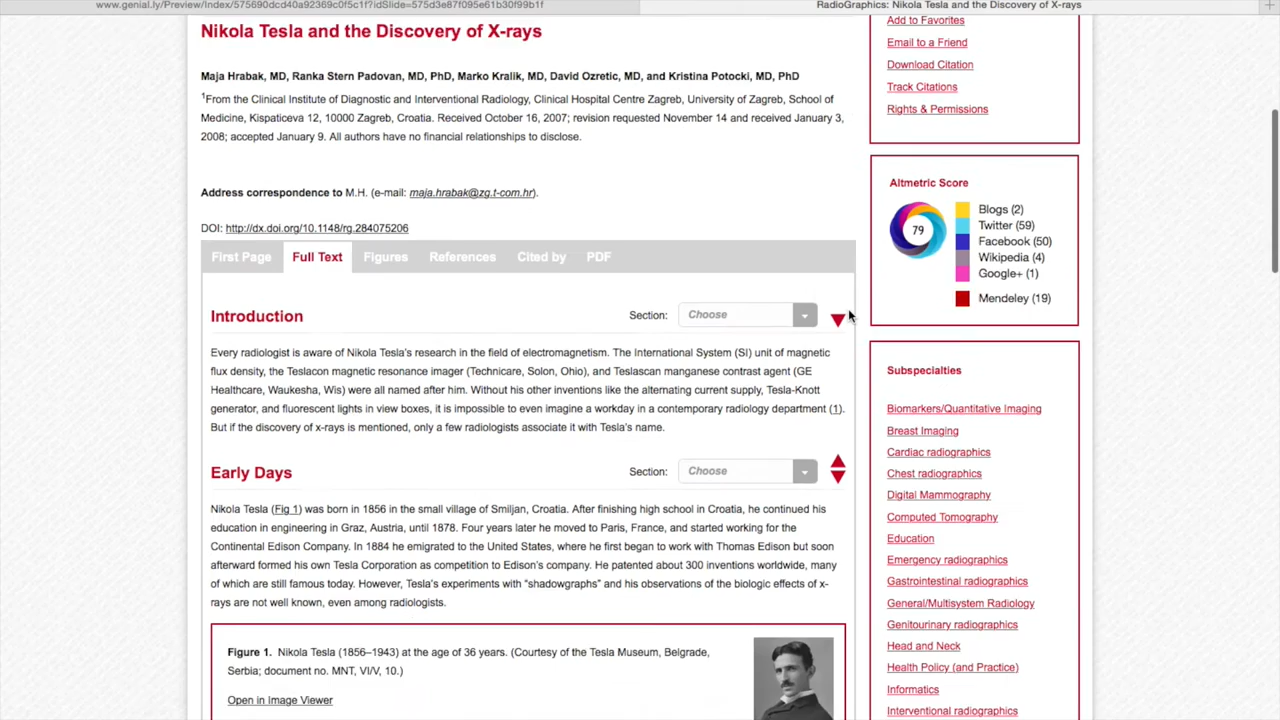 www.genial.ly/Preview/Index/575690dcd40a92369c0f5c1f?idSlide=575d3e87f095e61b30f99b1f
RadioGraphics: Nikola Tesla and the Discovery of X-rays
Nikola Tesla and the Discovery of X-rays
Maja Hrabak, MD, Ranka Stern Padovan, MD, PhD, Marko Kralik, MD, David Ozretic, MD, and Kristina Potocki, MD, PhD
1From the Clinical Institute of Diagnostic and Interventional Radiology, Clinical Hospital Centre Zagreb, University of Zagreb, School of
Medicine, Kispaticeva 12, 10000 Zagreb, Croatia. Received October 16, 2007; revision requested November 14 and received January 3,
2008; accepted January 9. All authors have no financial relationships to disclose.
Address correspondence to M.H. (e-mail: maja.hrabak@zg.t-com.hr).
DOI: http://dx.doi.org/10.1148/rg.284075206
First Page Full Text Figures References Cited by PDF
Introduction
Section: Choose
Every radiologist is aware of Nikola Tesla's research in the field of electromagnetism. The International System (SI) unit of magnetic
flux density, the Teslacon magnetic resonance imager (Technicare, Solon, Ohio), and Teslascan manganese contrast agent (GE
Healthcare, Waukesha, Wis) were all named after him. Without his other inventions like the alternating current supply, Tesla-Knott
generator, and fluorescent lights in view boxes, it is impossible to even imagine a workday in a contemporary radiology department (1).
But if the discovery of x-rays is mentioned, only a few radiologists associate it with Tesla's name.
Early Days
Section: Choose
Nikola Tesla (Fig 1) was born in 1856 in the small village of Smiljan, Croatia. After finishing high school in Croatia, he continued his
education in engineering in Graz, Austria, until 1878. Four years later he moved to Paris, France, and started working for the
Continental Edison Company. In 1884 he emigrated to the United States, where he first began to work with Thomas Edison but soon
afterward formed his own Tesla Corporation as competition to Edison's company. He patented about 300 inventions worldwide, many
of which are still famous today. However, Tesla's experiments with "shadowgraphs" and his observations of the biologic effects of x-
rays are not well known, even among radiologists.
Figure 1. Nikola Tesla (1856–1943) at the age of 36 years. (Courtesy of the Tesla Museum, Belgrade,
Serbia; document no. MNT, VI/V, 10.)
Open in Image Viewer
Add to Favorites
Email to a Friend
Download Citation
Track Citations
Rights & Permissions
Altmetric Score
79
Blogs (2)
Twitter (59)
Facebook (50)
Wikipedia (4)
Google+ (1)
Mendeley (19)
Subspecialties
Biomarkers/Quantitative Imaging
Breast Imaging
Cardiac radiographics
Chest radiographics
Digital Mammography
Computed Tomography
Education
Emergency radiographics
Gastrointestinal radiographics
General/Multisystem Radiology
Genitourinary radiographics
Head and Neck
Health Policy (and Practice)
Informatics
Interventional radiographics